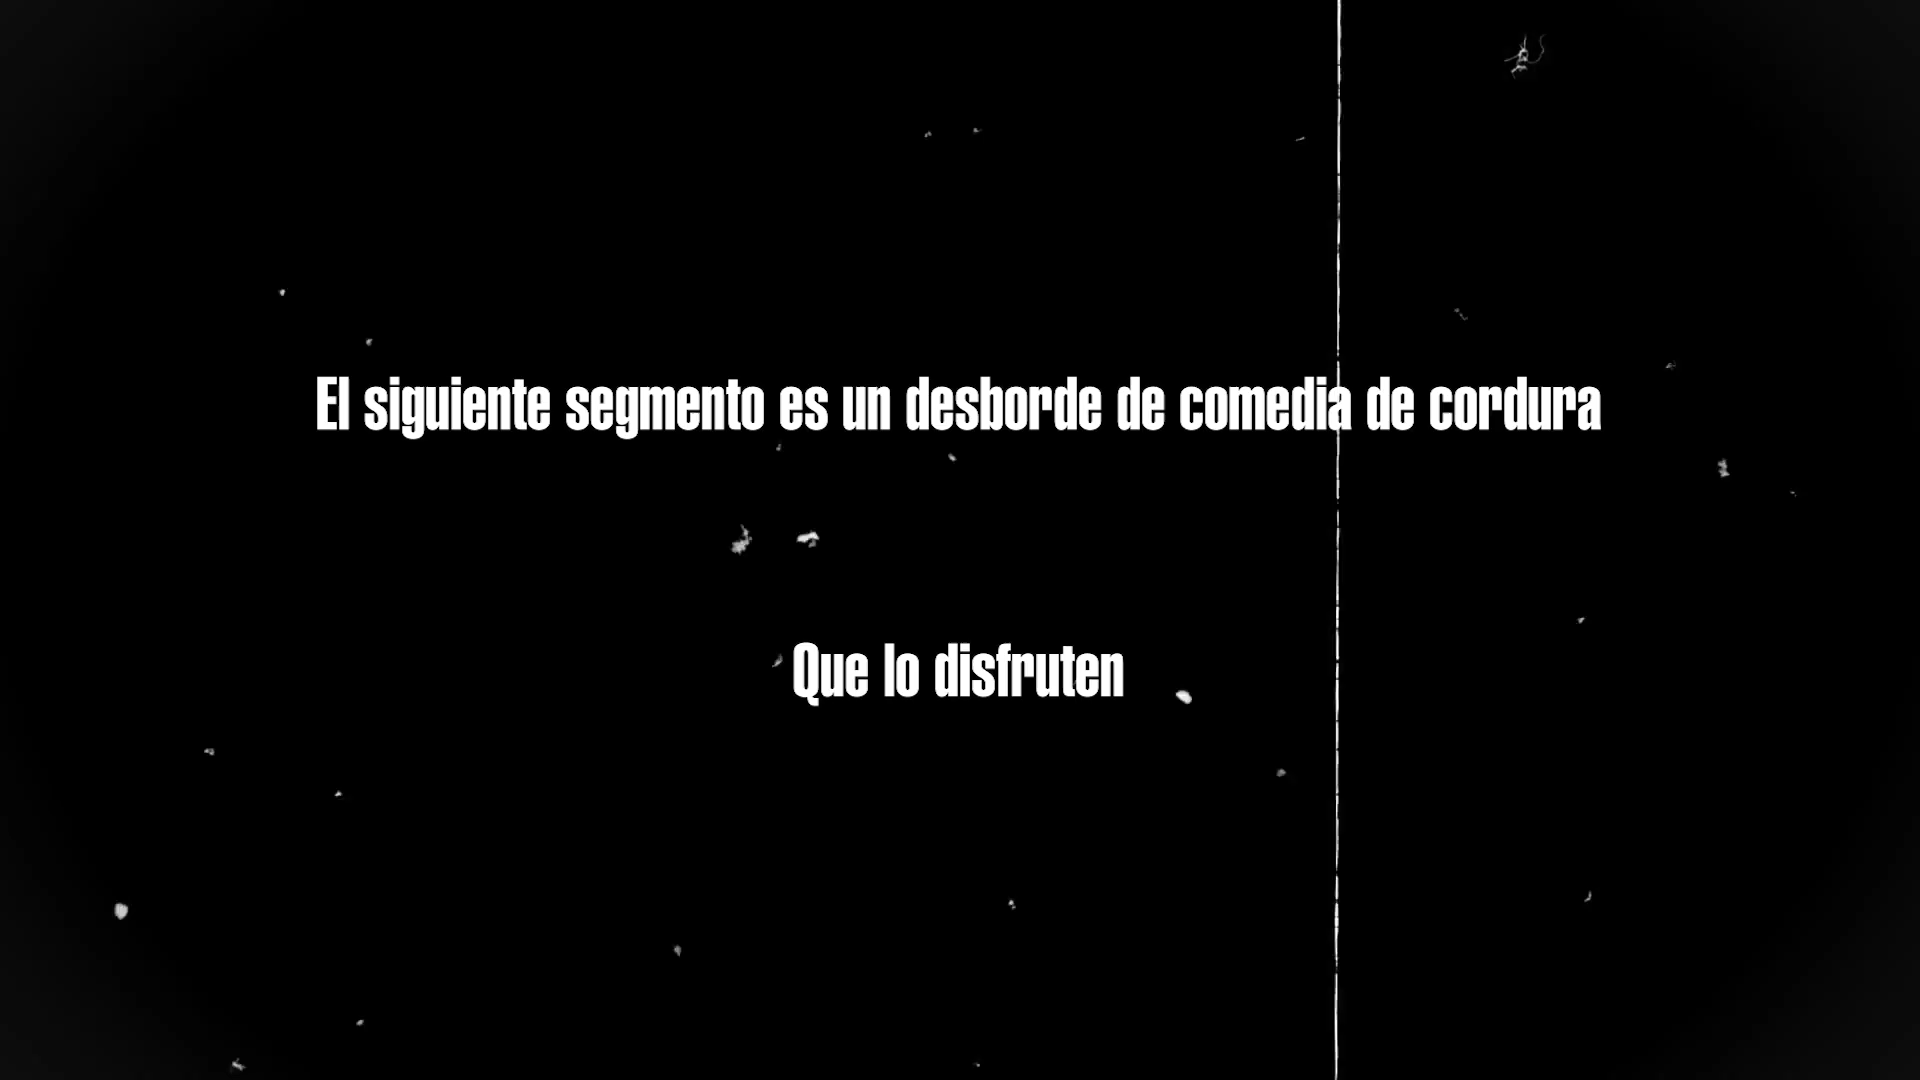 El siguiente segmento es un desborde de comedia de cordura
Que lo disfruten